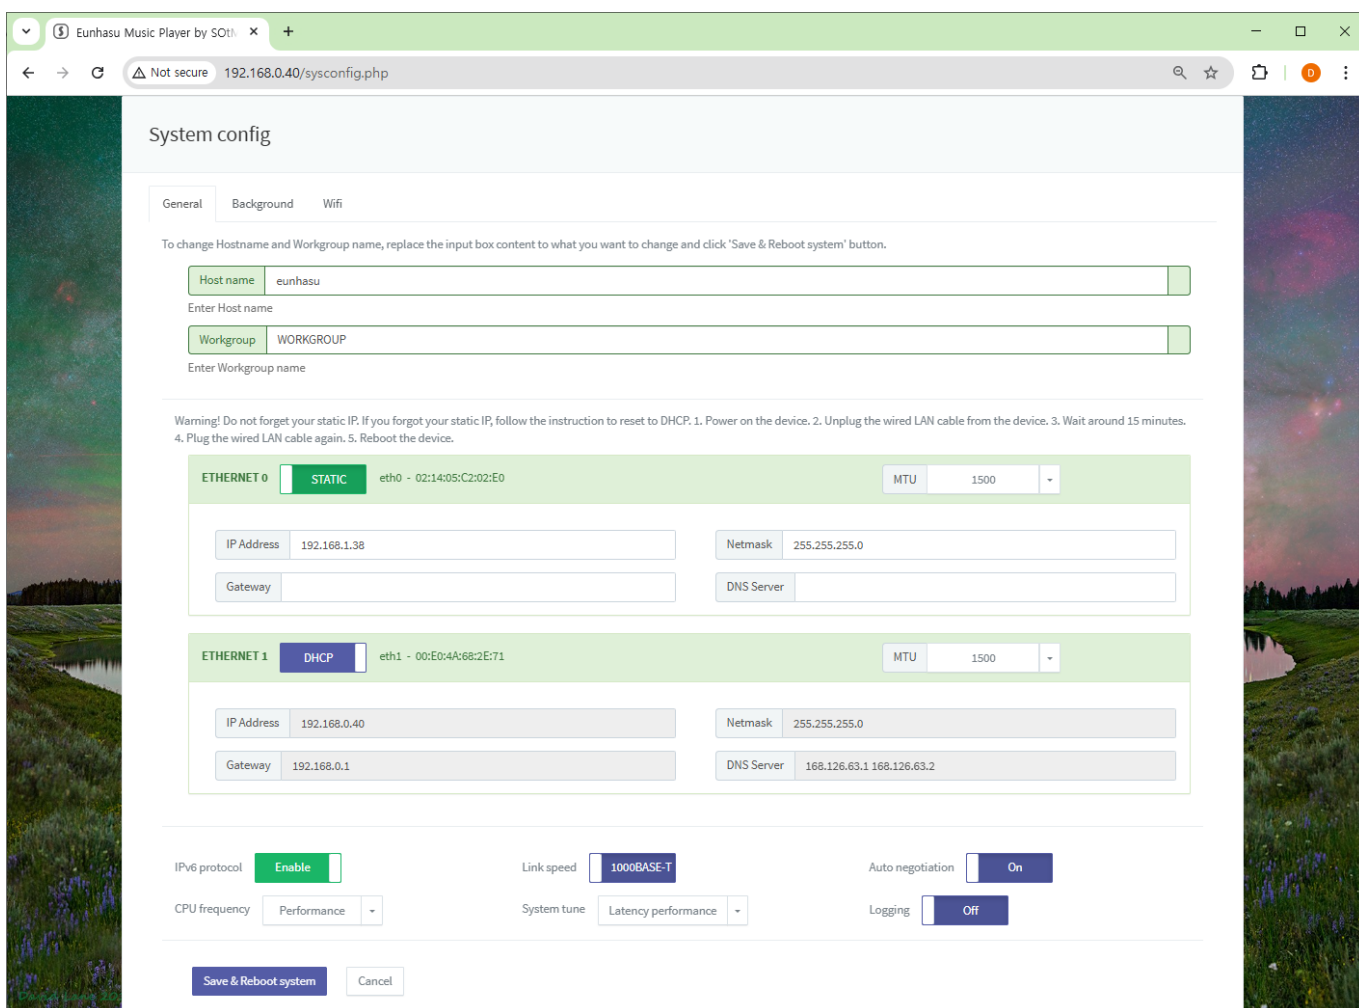 Eunhasu Music Player by SOtM
Not secure 192.168.0.40/sysconfig.php
D
System config
General Background Wifi
To change Hostname and Workgroup name, replace the input box content to what you want to change and click 'Save & Reboot system' button.
Host name eunhasu
Enter Host name
Workgroup WORKGROUP
Enter Workgroup name
Warning! Do not forget your static IP. If you forgot your static IP, follow the instruction to reset to DHCP. 1. Power on the device. 2. Unplug the wired LAN cable from the device. 3. Wait around 15 minutes.
4. Plug the wired LAN cable again. 5. Reboot the device.
ETHERNET 0 STATIC eth0 - 02:14:05:C2:02:E0 MTU 1500
IP Address 192.168.1.38 Netmask 255.255.255.0
Gateway DNS Server
ETHERNET 1 DHCP eth1 - 00:E0:4A:68:2E:71 MTU 1500
IP Address 192.168.0.40 Netmask 255.255.255.0
Gateway 192.168.0.1 DNS Server 168.126.63.1 168.126.63.2
IPv6 protocol Enable Link speed 1000BASE-T Auto negotiation On
CPU frequency Performance System tune Latency performance Logging Off
Save & Reboot system Cancel